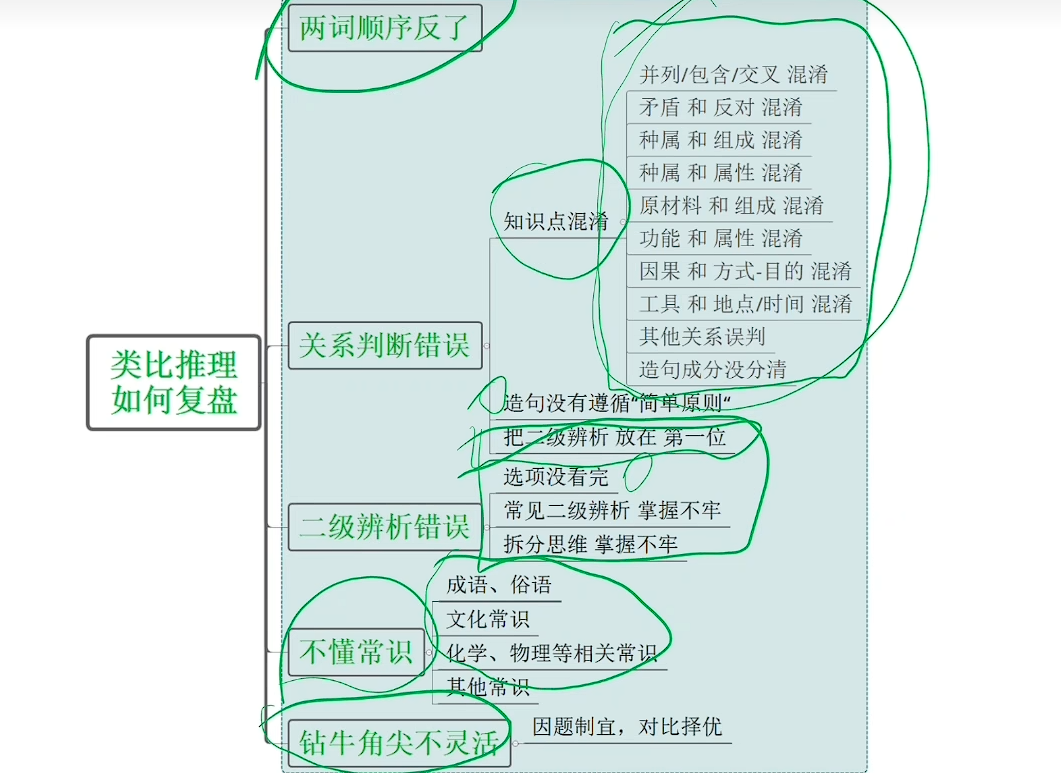 两词顺序反了
并列/包含/交叉 混淆
矛盾 和 反对 混淆
种属 和 组成 混淆
种属 和 属性 混淆
知识点混淆
原材料 和 组成 混淆
功能 和 属性 混淆
因果 和 方式-目的 混淆
工具 和 地点/时间 混淆
其他关系误判
造句成分没分清
关系判断错误
造句没有遵循“简单原则“
把二级辨析 放在 第一位
类比推理
如何复盘
选项没看完
常见二级辨析 掌握不牢
拆分思维 掌握不牢
二级辨析错误
成语、俗语
文化常识
化学、物理等相关常识
其他常识
不懂常识
钻牛角尖不灵活
因题制宜，对比择优